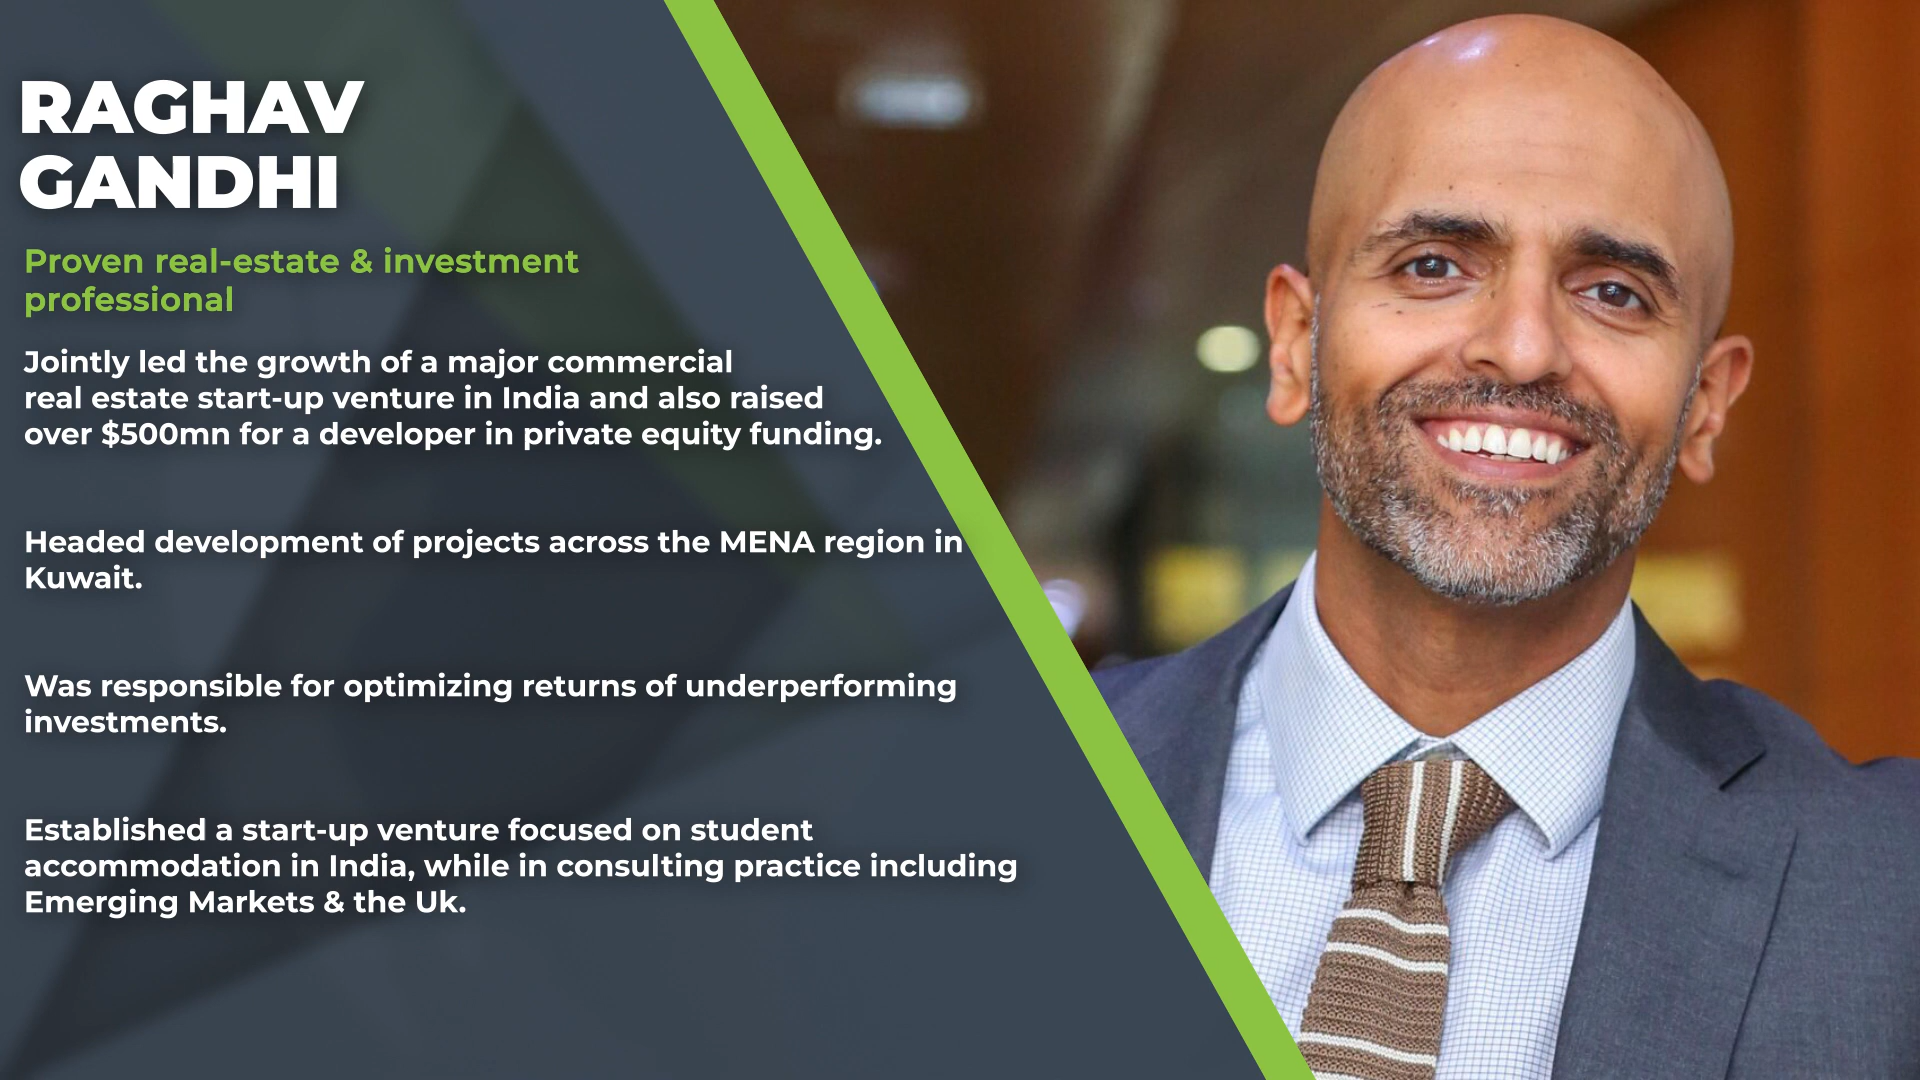 RAGHAV
GANDHI
Proven real-estate & investment
professional
Jointly led the growth of a major commercial
real estate start-up venture in India and also raised
over $500mn for a developer in private equity funding.
Headed development of projects across the MENA region in
Kuwait.
Was responsible for optimizing returns of underperforming
investments.
Established a start-up venture focused on student
accommodation in India, while in consulting practice including
Emerging Markets & the Uk.